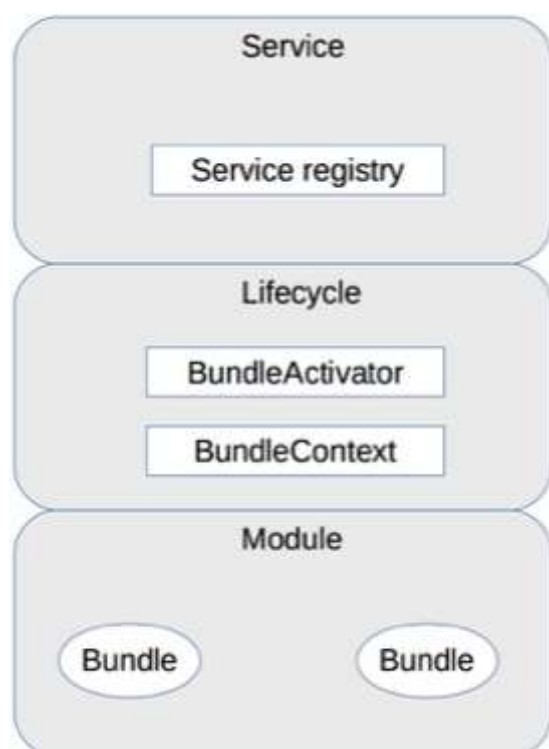 Service
Service registry
Lifecycle
BundleActivator
BundleContext
Module
Bundle
Bundle